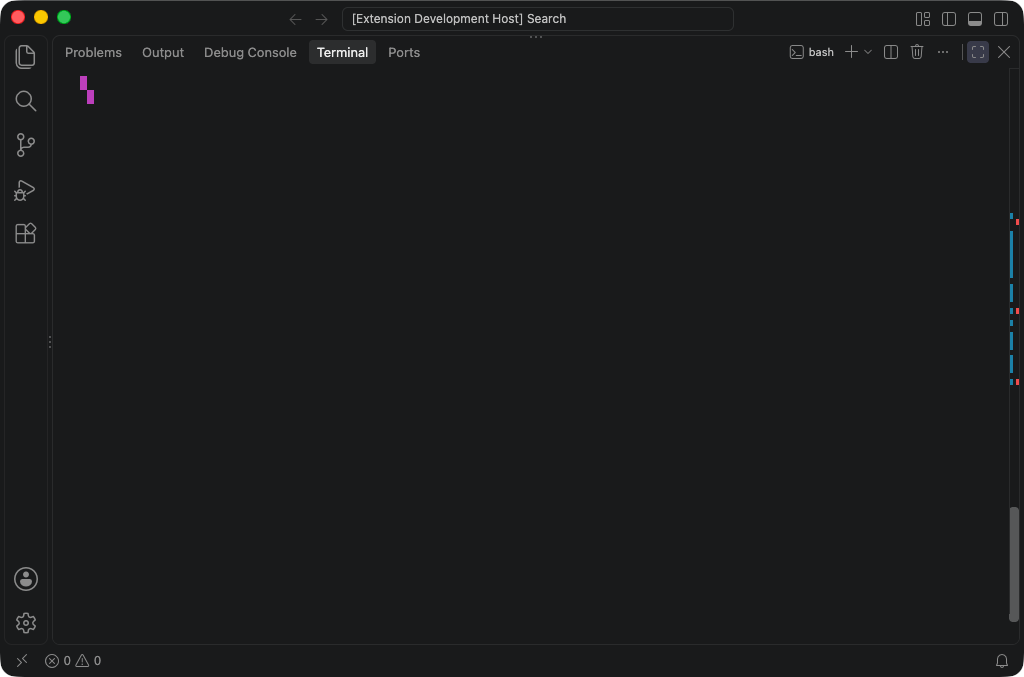 [Extension Development Host] Search
Problems
Output
Debug Console
Terminal
Ports
bash
0
0